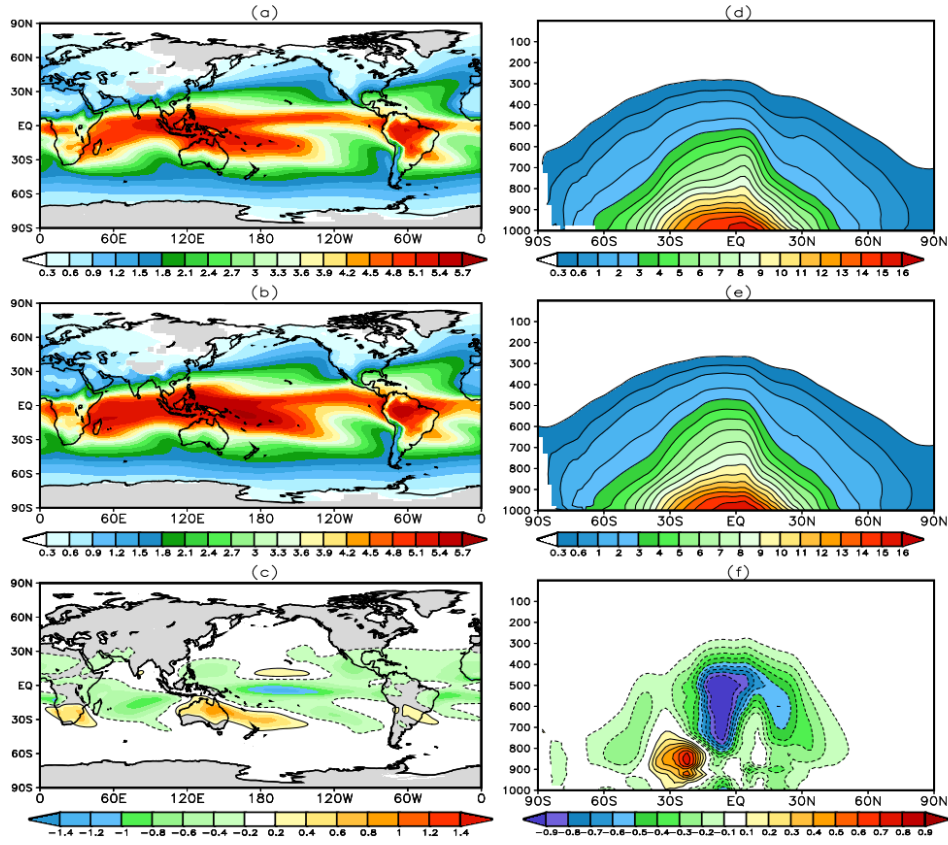 (a)
90N
60N
30N
EQ
30S
60S
90S
0 60E 120E 180 120W 60W 0
0.3 0.6 0.9 1.2 1.5 1.8 2.1 2.4 2.7 3 3.3 3.6 3.9 4.2 4.5 4.8 5.1 5.4 5.7
(d)
100
200
300
400
500
600
700
800
900
1000
90S 60S 30S EQ 30N 60N 90N
0.3 0.6 1 2 3 4 5 6 7 8 9 10 11 12 13 14 15 16
(b)
90N
60N
30N
EQ
30S
60S
90S
0 60E 120E 180 120W 60W 0
0.3 0.6 0.9 1.2 1.5 1.8 2.1 2.4 2.7 3 3.3 3.6 3.9 4.2 4.5 4.8 5.1 5.4 5.7
(e)
100
200
300
400
500
600
700
800
900
1000
90S 60S 30S EQ 30N 60N 90N
0.3 0.6 1 2 3 4 5 6 7 8 9 10 11 12 13 14 15 16
(c)
90N
60N
30N
EQ
30S
60S
90S
0 60E 120E 180 120W 60W 0
-1.4 -1.2 -1 -0.8 -0.6 -0.4 -0.2 0.2 0.6 0.8 1 1.2 1.4
(f)
100
200
300
400
500
600
700
800
900
1000
90S 60S 30S EQ 30N 60N 90N
-0.9 -0.8 -0.7 -0.6 -0.5 -0.4 -0.3 -0.2 -0.1 0.1 0.2 0.3 0.4 0.5 0.6 0.7 0.8 0.9